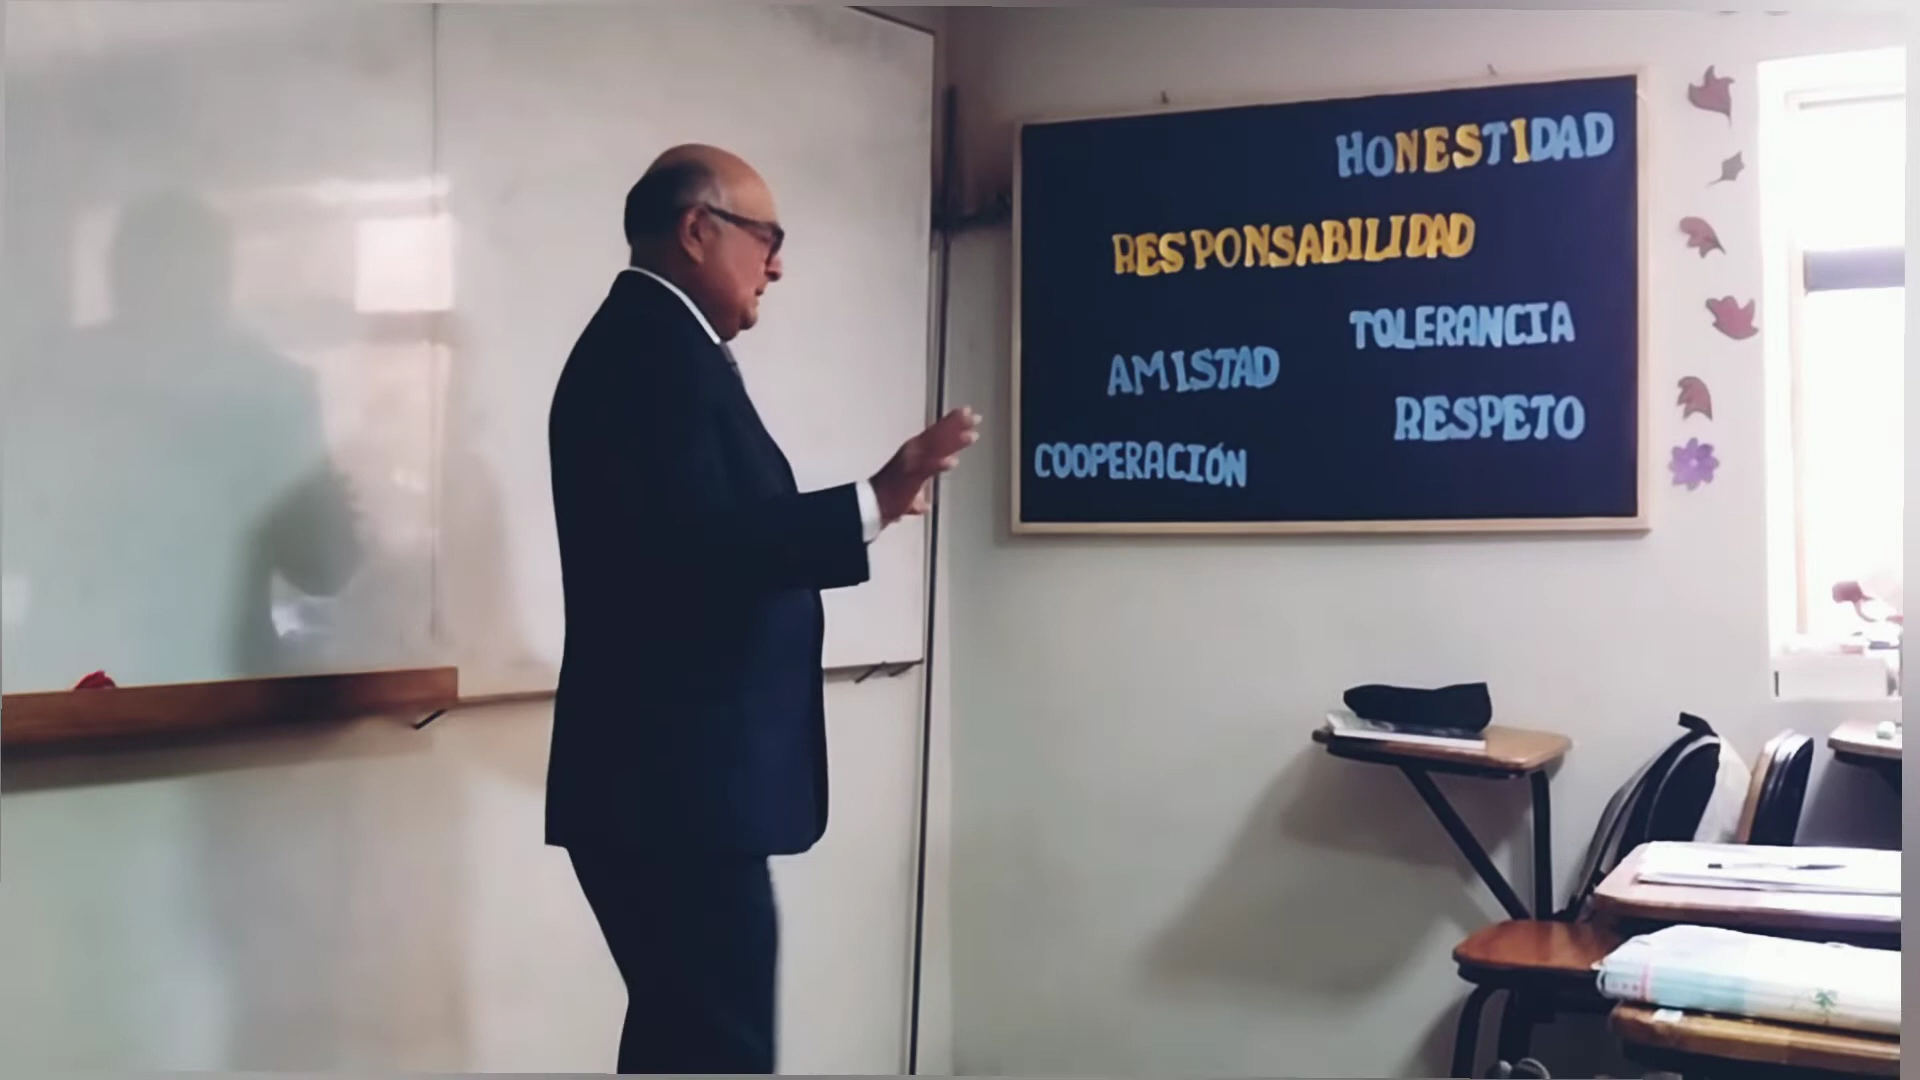 HONESTIDAD
RESPONSABILIDAD
TOLERANCIA
AMISTAD
RESPETO
COOPERACIÓN